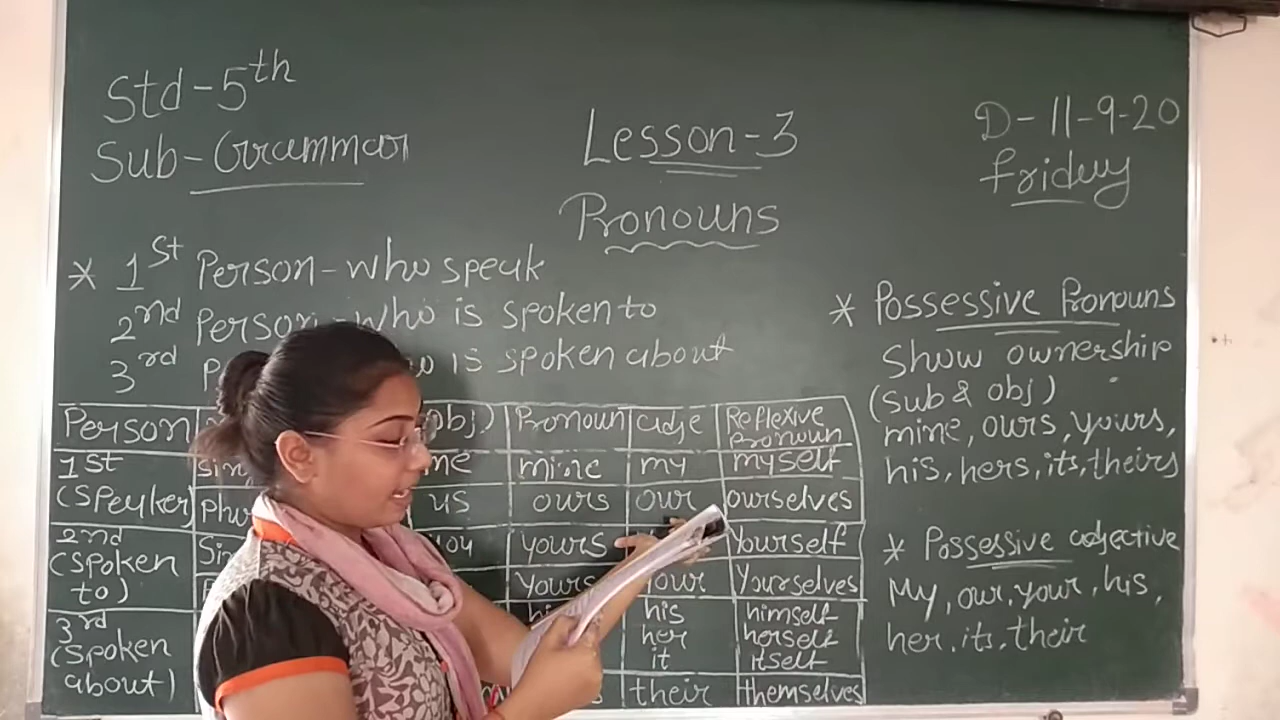 Std-5th
Sub-Grammar
Lesson-3
Pronouns
D-11-9-20
Friday
* 1st Person-who speak
2nd Person-who is spoken to
3rd is spoken about
Person obj) Pronoun adje Reflexive pronoun
1st (Speaker) me mine my myself
us ours our ourselves
2nd (Spoken to) you yours yourself
yours your yourselves
3rd (Spoken about) his himself
her herself
it itself
their themselves
* Possessive Pronouns
Show ownership
(sub & obj)
mine, ours, yours,
his, hers, its, theirs
* Possessive adjective
My, our, your, his,
her, its, their